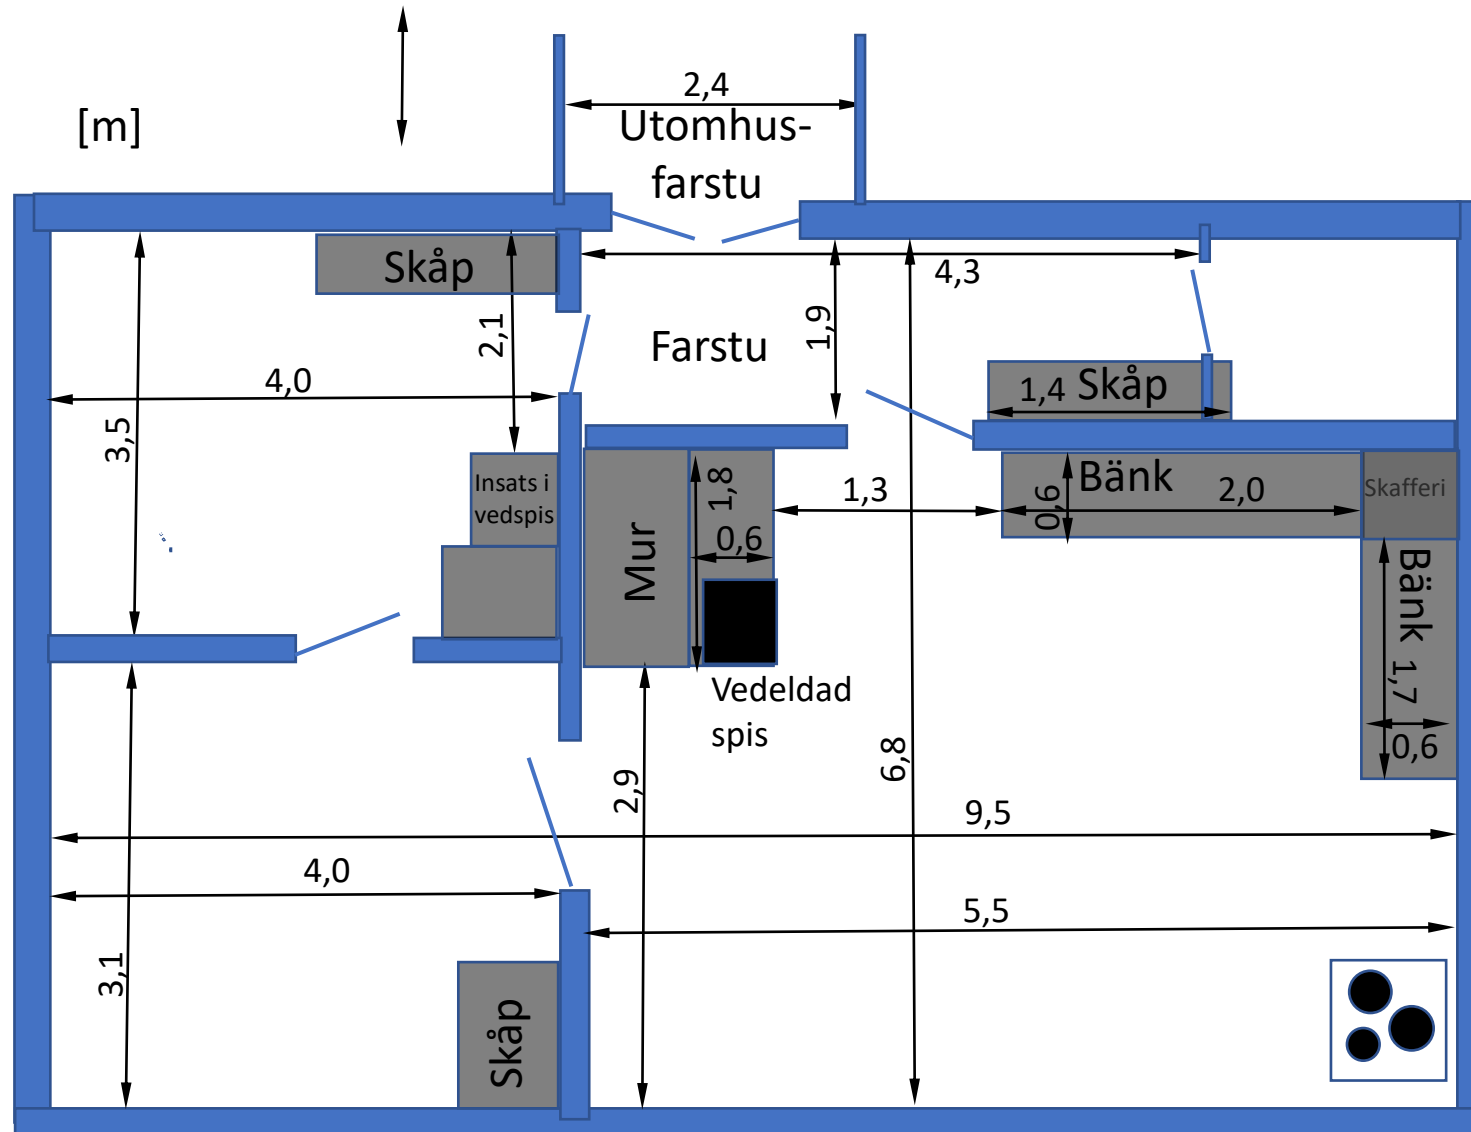 2,4
[m]
Utomhus-
farstu
Skåp
4,3
2,1
1,9
Farstu
4,0
1,4
Skåp
3,5
Insats i
vedspis
1,8
1,3
0,6
Bänk
2,0
Skafferi
Mur
0,6
Bänk
1,7
Vedeldad
spis
0,6
6,8
2,9
9,5
4,0
5,5
3,1
Skåp